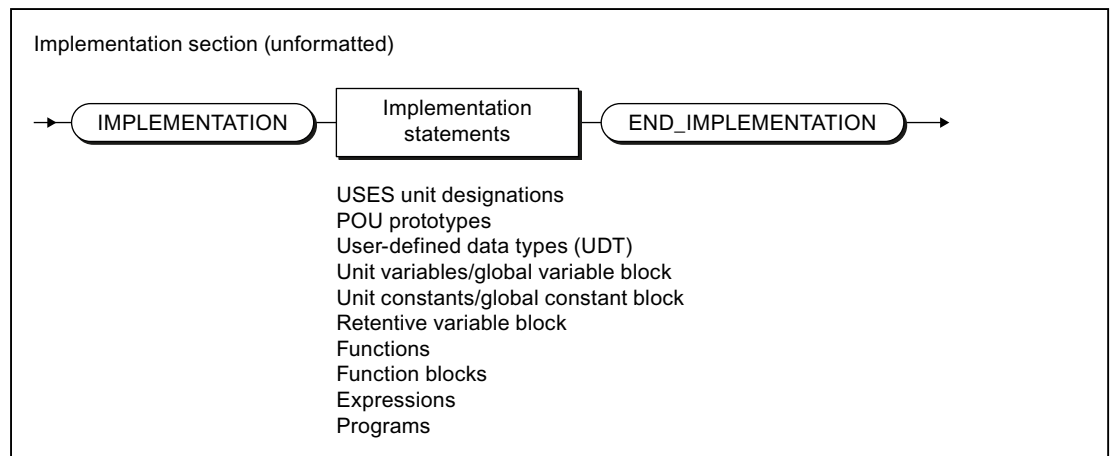 Implementation section (unformatted)
IMPLEMENTATION
Implementation
statements
END_IMPLEMENTATION
USES unit designations
POU prototypes
User-defined data types (UDT)
Unit variables/global variable block
Unit constants/global constant block
Retentive variable block
Functions
Function blocks
Expressions
Programs